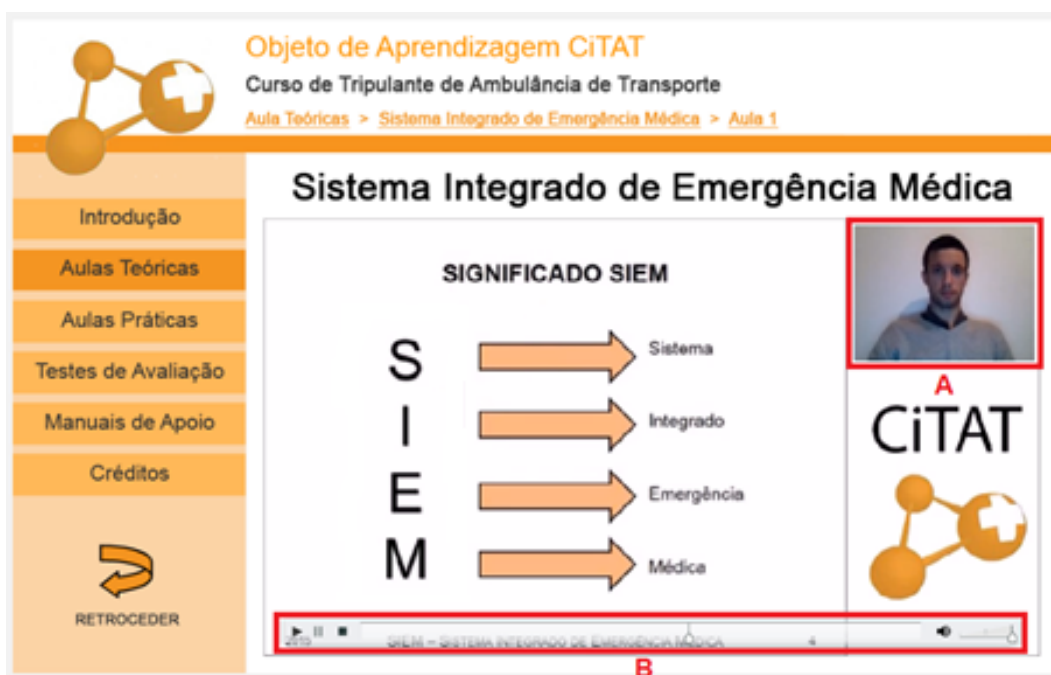 Objeto de Aprendizagem CiTAT
Curso de Tripulante de Ambulância de Transporte
Aula Teóricas > Sistema Integrado de Emergência Médica > Aula 1
Sistema Integrado de Emergência Médica
Introdução
Aulas Teóricas
Aulas Práticas
Testes de Avaliação
Manuais de Apoio
Créditos
RETROCEDER
SIGNIFICADO SIEM
S Sistema
I Integrado
E Emergência
M Médica
A
CiTAT
SIEM – SISTEMA INTEGRADO DE EMERGÊNCIA MÉDICA 4
B